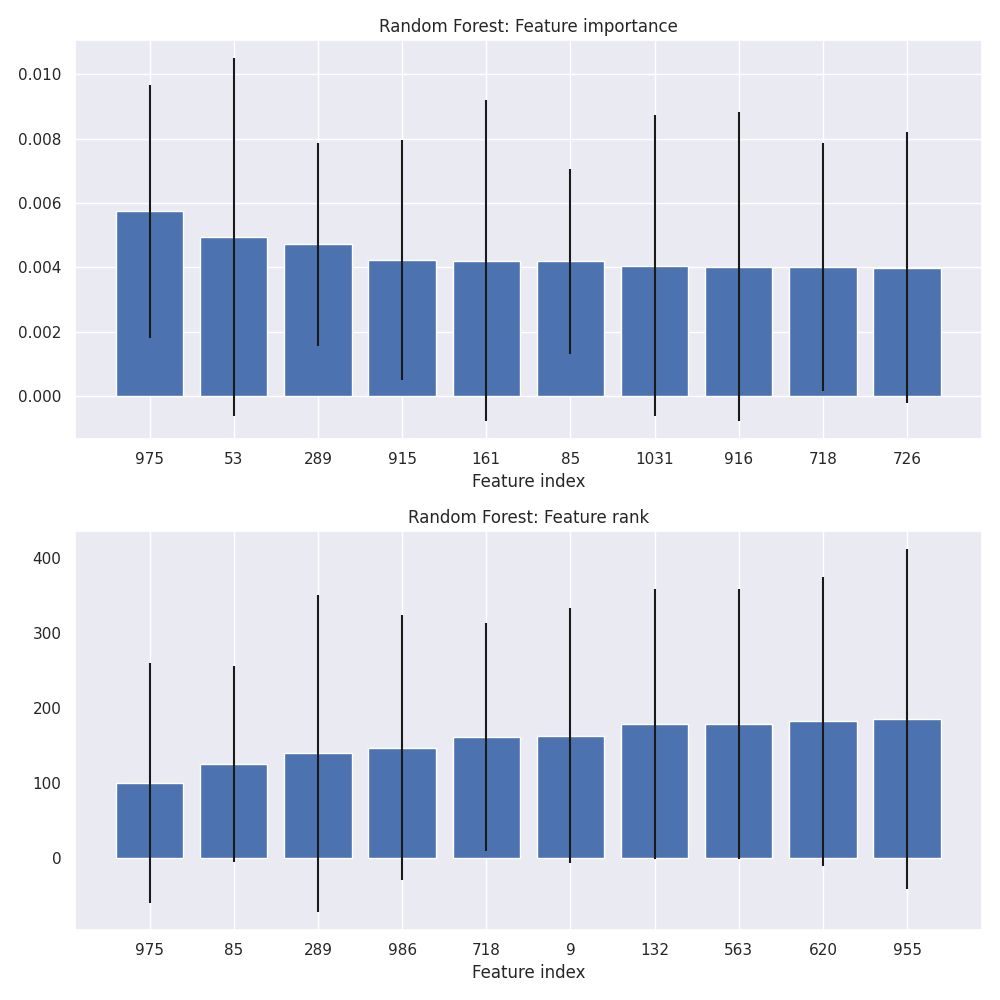 Random Forest: Feature importance
0.010
0.008
0.006
0.004
0.002
0.000
975 53 289 915 161 85 1031 916 718 726
Feature index
Random Forest: Feature rank
400
300
200
100
0
975 85 289 986 718 9 132 563 620 955
Feature index